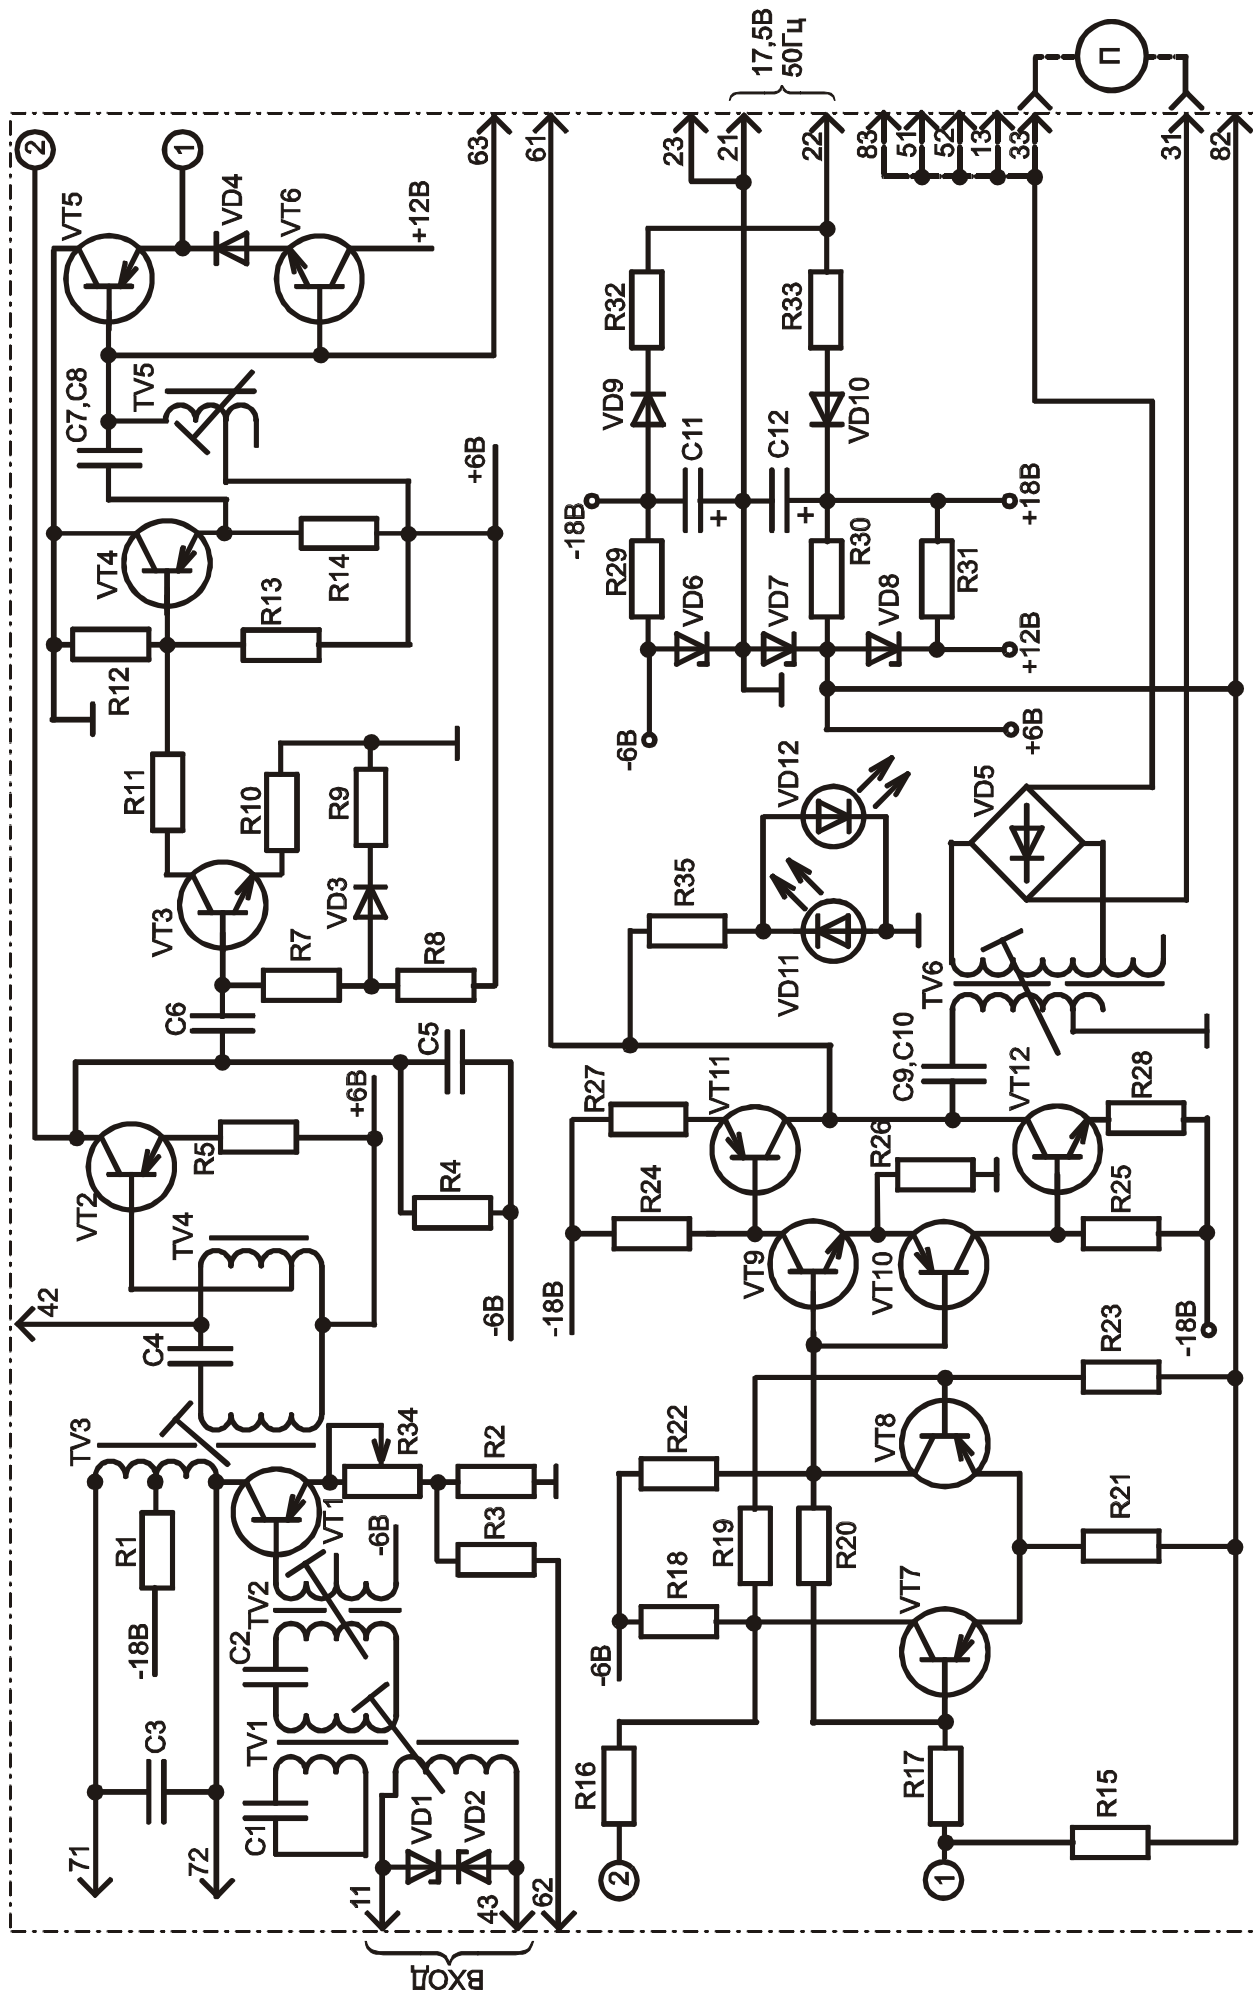 ВХОД
11
43
62
71
72
C3
R1
-18В
TV3
C1
TV1
C2
TV2
VD1
VD2
VT1
-6В
R34
R3
R2
42
C4
TV4
VT2
R5
R4
+6В
-6В
C5
C6
VT3
R7
R8
VD3
R9
R10
R11
R12
R13
R14
VT4
C7,C8
TV5
+6В
VT5
VD4
VT6
+12В
2
1
63
61
2
R16
1
R17
R15
-6В
R18
R19
R20
R22
VT7
VT8
R21
R23
-18В
-18В
R24
R27
VT9
VT10
VT11
R26
VT12
R25
R28
C9,C10
TV6
VD5
R35
VD11
VD12
-6В
+6В
+12В
+18В
-18В
R29
VD6
VD7
R30
VD8
R31
C11
C12
VD9
VD10
R32
R33
23
21
22
17,5В
50Гц
83
51
52
13
33
31
82
П